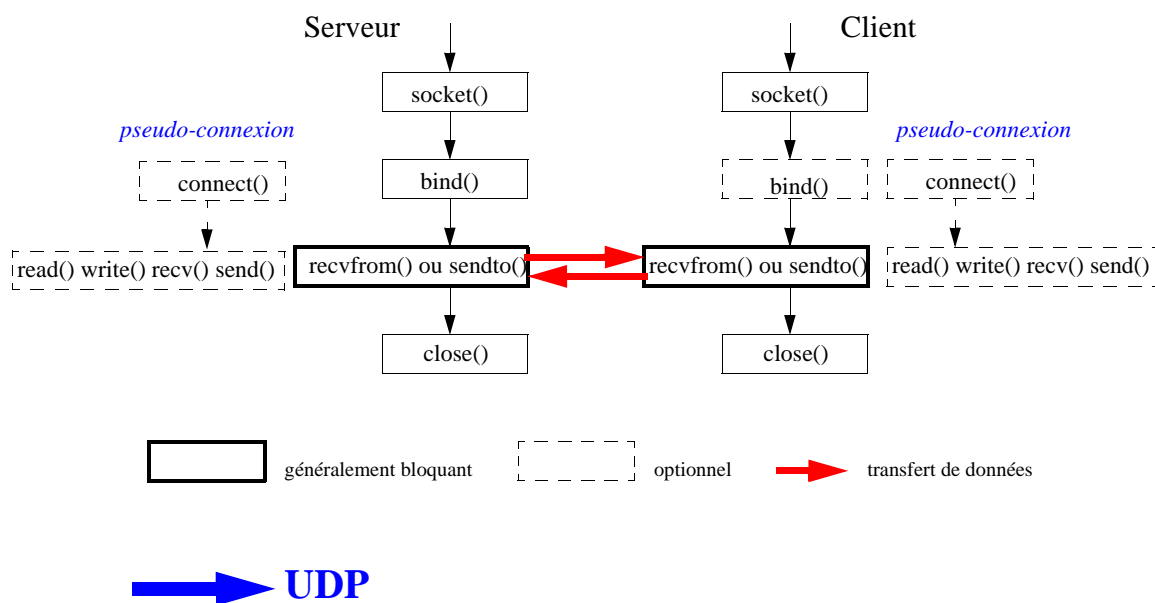 Serveur
Client
socket()
socket()
pseudo-connexion
pseudo-connexion
connect()
bind()
bind()
connect()
read() write() recv() send()
recvfrom() ou sendto()
recvfrom() ou sendto()
read() write() recv() send()
close()
close()
généralement bloquant
optionnel
transfert de données
UDP